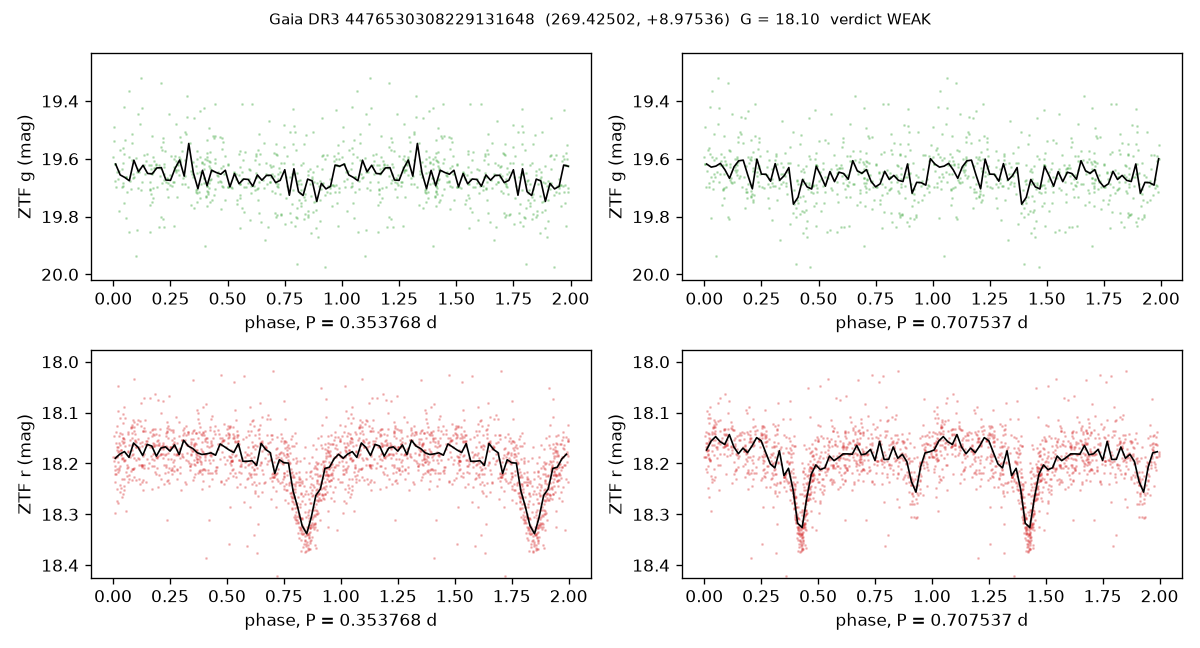 Gaia DR3 4476530308229131648 (269.42502, +8.97536) G = 18.10 verdict WEAK
ZTF g (mag)
19.4
19.6
19.8
20.0
0.00 0.25 0.50 0.75 1.00 1.25 1.50 1.75 2.00
phase, P = 0.353768 d
ZTF g (mag)
19.4
19.6
19.8
20.0
0.00 0.25 0.50 0.75 1.00 1.25 1.50 1.75 2.00
phase, P = 0.707537 d
ZTF r (mag)
18.0
18.1
18.2
18.3
18.4
0.00 0.25 0.50 0.75 1.00 1.25 1.50 1.75 2.00
phase, P = 0.353768 d
ZTF r (mag)
18.0
18.1
18.2
18.3
18.4
0.00 0.25 0.50 0.75 1.00 1.25 1.50 1.75 2.00
phase, P = 0.707537 d